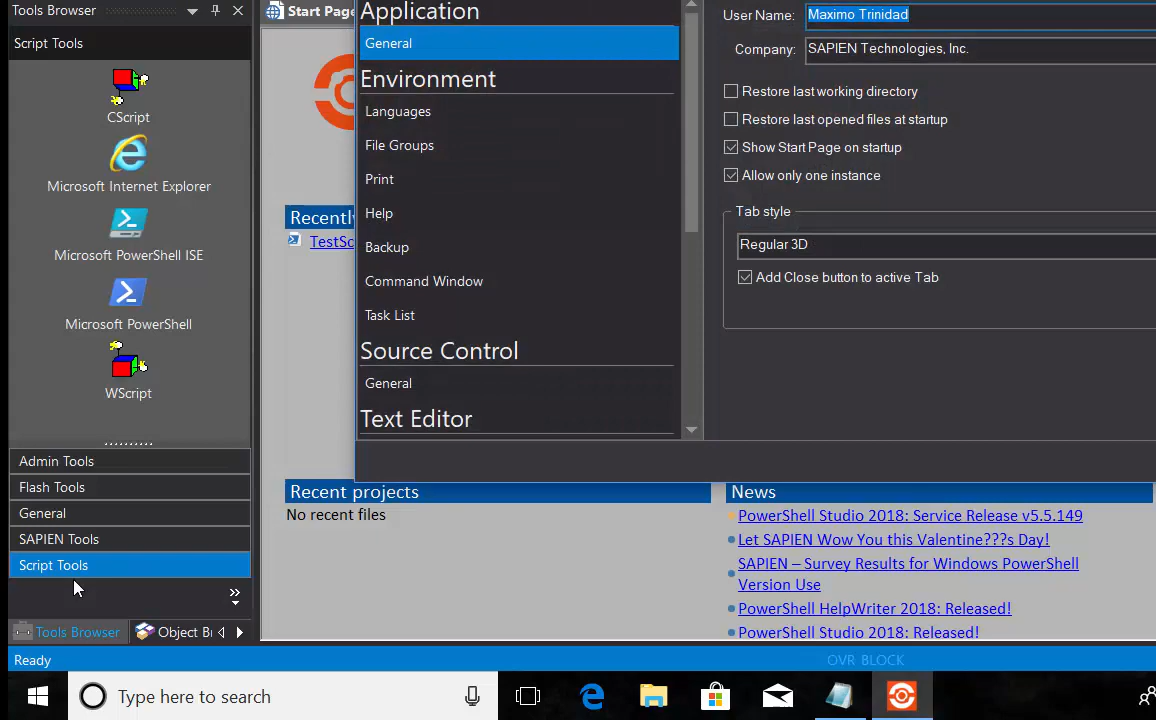 Tools Browser
Script Tools
CScript
Microsoft Internet Explorer
Microsoft PowerShell ISE
Microsoft PowerShell
WScript
Admin Tools
Flash Tools
General
SAPIEN Tools
Script Tools
Tools Browser
Object Br
Start Page
Recently
TestSc
Application
General
Environment
Languages
File Groups
Print
Help
Backup
Command Window
Task List
Source Control
General
Text Editor
User Name: Maximo Trinidad
Company: SAPIEN Technologies, Inc.
Restore last working directory
Restore last opened files at startup
Show Start Page on startup
Allow only one instance
Tab style
Regular 3D
Add Close button to active Tab
Recent projects
No recent files
News
PowerShell Studio 2018: Service Release v5.5.149
Let SAPIEN Wow You this Valentine???s Day!
SAPIEN – Survey Results for Windows PowerShell
Version Use
PowerShell HelpWriter 2018: Released!
PowerShell Studio 2018: Released!
Ready
OVR BLOCK
Type here to search